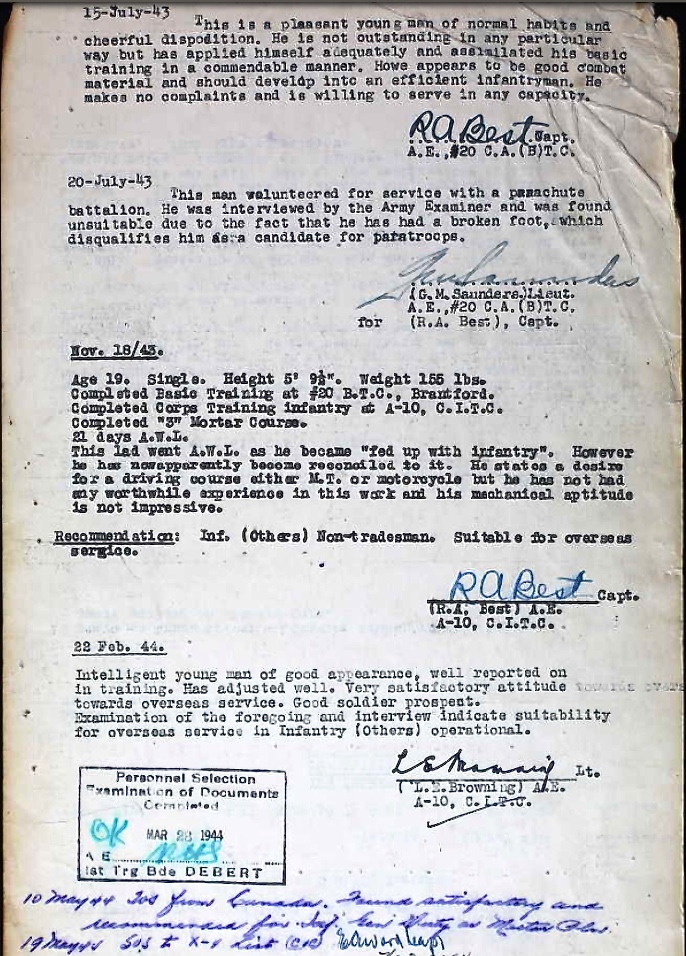 15-July-43
This is a pleasant young man of normal habits and
cheerful dispodition. He is not outstanding in any particular
way but has applied himself adequately and assimilated his basic
training in a commendable manner. Howe appears to be good combat
material and should develop into an efficient infantryman. He
makes no complaints and is willing to serve in any capacity.
RA Best Capt.
A.E.,#20 C.A.(B)T.C.
20-July-43
This man volunteered for service with a parachute
battalion. He was interviewed by the Army Examiner and was found
unsuitable due to the fact that he has had a broken foot, which
disqualifies him as a candidate for paratroops.
GM Saunders
(G.M.Saunders)Lieut.
A.E.,#20 C.A.(B)T.C.
for (R.A. Best), Capt.
Nov. 18/43.
Age 19. Single. Height 5' 9½". Weight 155 lbs.
Completed Basic Training at #20 B.T.C., Brantford.
Completed Corps Training infantry at A-10, C.I.T.C.
Completed "3" Mortar Course.
21 days A.W.L.
This lad went A.W.L. as he became "fed up with infantry". However
he has nowapparently become reconciled to it. He states a desire
for a driving course either M.T. or motorcycle but he has not had
any worthwhile experience in this work and his mechanical aptitude
is not impressive.
Recommendation: Inf. (Others) Non-tradesman. Suitable for overseas
service.
RA Best Capt.
(R.A. Best) A.E.
A-10, C.I.T.C.
22 Feb. 44.
Intelligent young man of good appearance, well reported on
in training. Has adjusted well. Very satisfactory attitude towards overs
towards overseas service. Good soldier prospect.
Examination of the foregoing and interview indicate suitability
for overseas service in Infantry (Others) operational.
Lt.
(L.E.Browning) A.E.
A-10, C.I.T.C.
Personnel Selection
Examination of Documents
Completed
OK MAR 28 1944
A E
1st Trg Bde DEBERT
10 May 44 TOS from Canada. Found satisfactory and
recommended for Inf. Gen Duty as Mortar
19 May 44 SOS to X-4 List